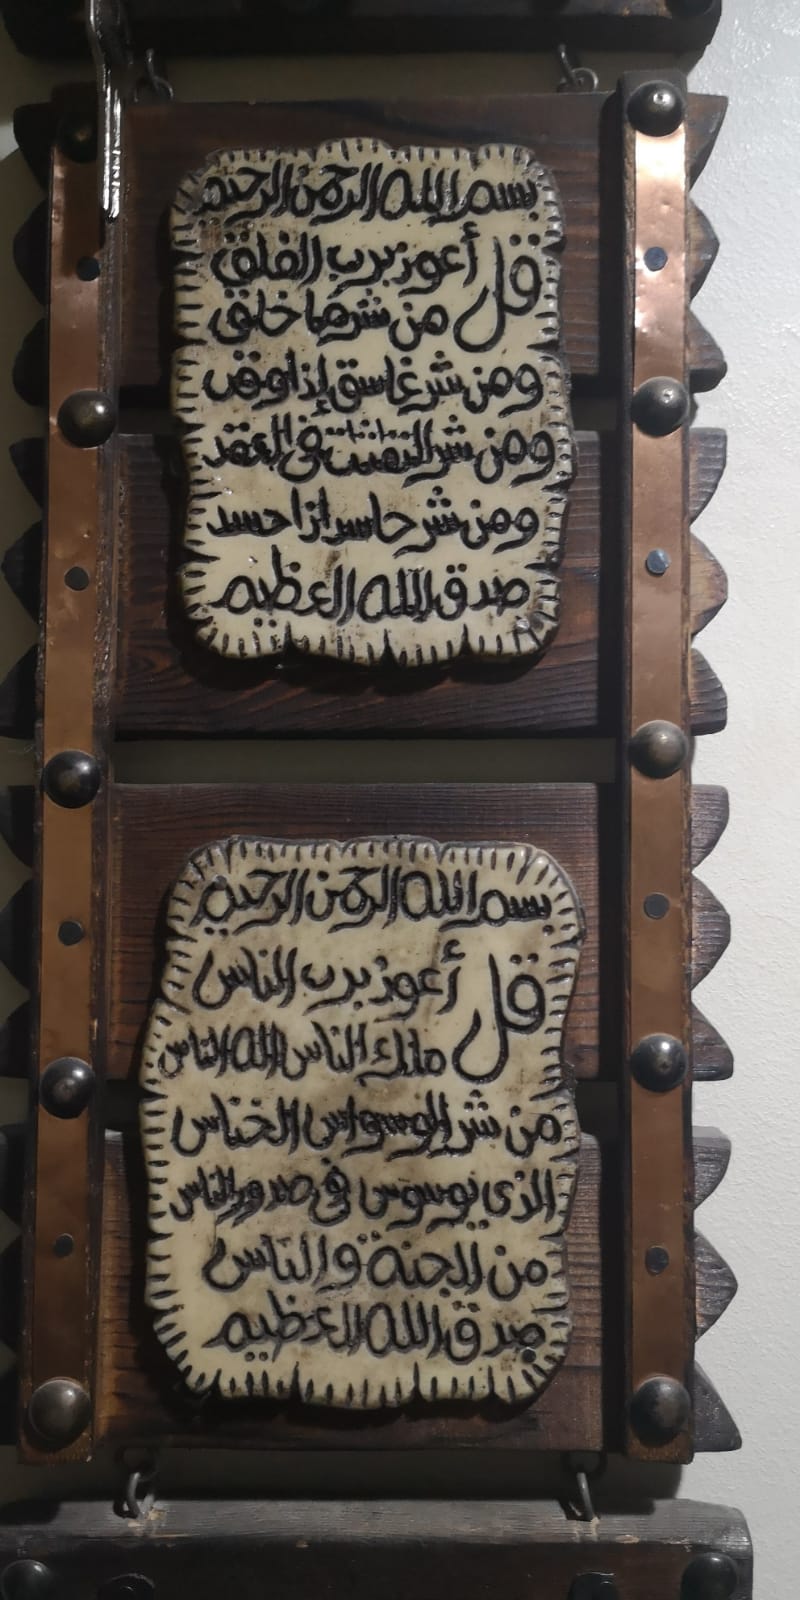 بسم الله الرحمن الرحيم
قل أعوذ برب الفلق
من شر ما خلق
ومن شر غاسق إذا وقب
ومن شر النفثت في العقد
ومن شر حاسد إذا حسد
صدق الله العظيم
بسم الله الرحمن الرحيم
قل أعوذ برب الناس
ملك الناس اله الناس
من شر الوسواس الخناس
الذي يوسوس في صدور الناس
من الجنة والناس
صدق الله العظيم